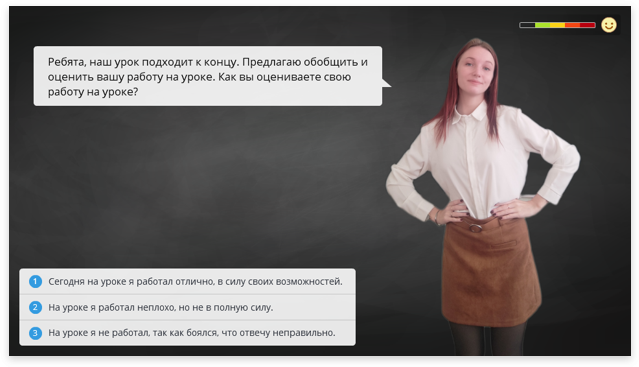 Ребята, наш урок подходит к концу. Предлагаю обобщить и
оценить вашу работу на уроке. Как вы оцениваете свою
работу на уроке?
1 Сегодня на уроке я работал отлично, в силу своих возможностей.
2 На уроке я работал неплохо, но не в полную силу.
3 На уроке я не работал, так как боялся, что отвечу неправильно.